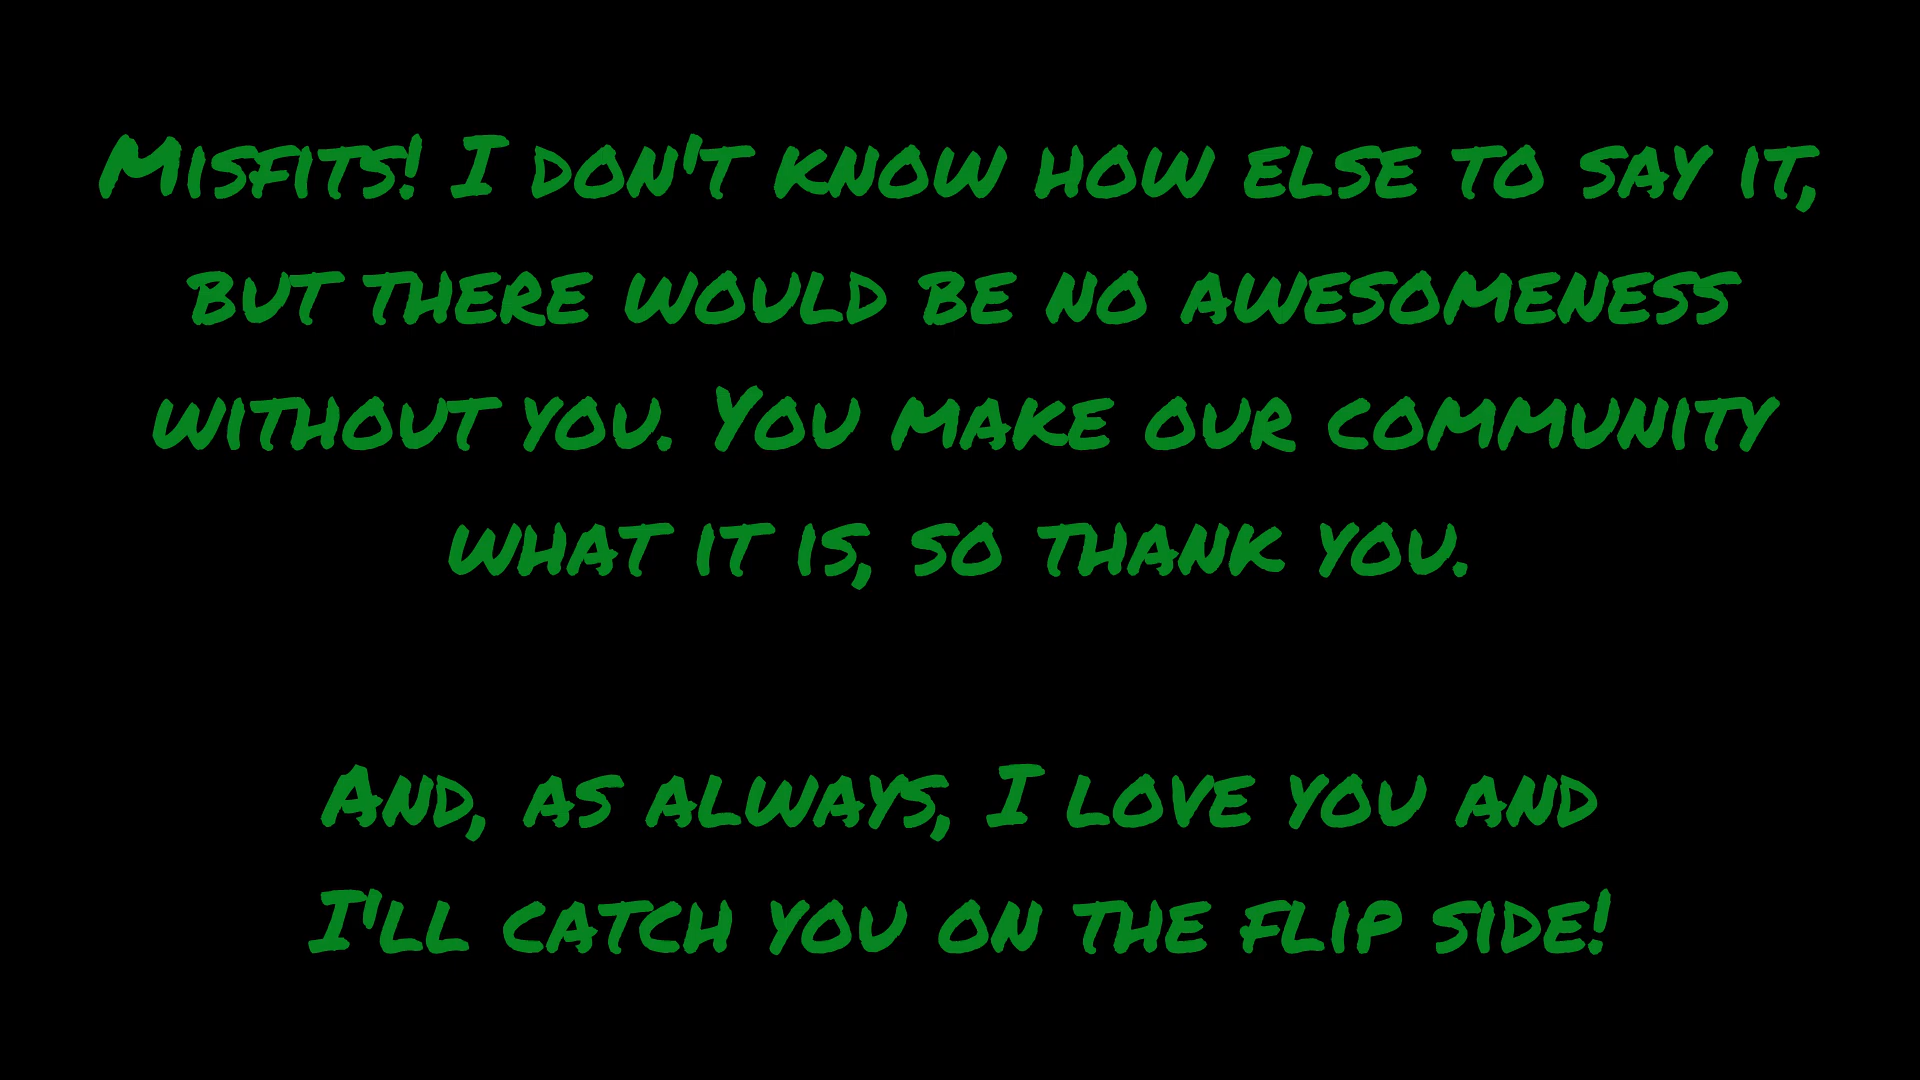 Misfits! I don't know how else to say it,
but there would be no awesomeness
without you. You make our community
what it is, so thank you.
And, as always, I love you and
I'll catch you on the flip side!